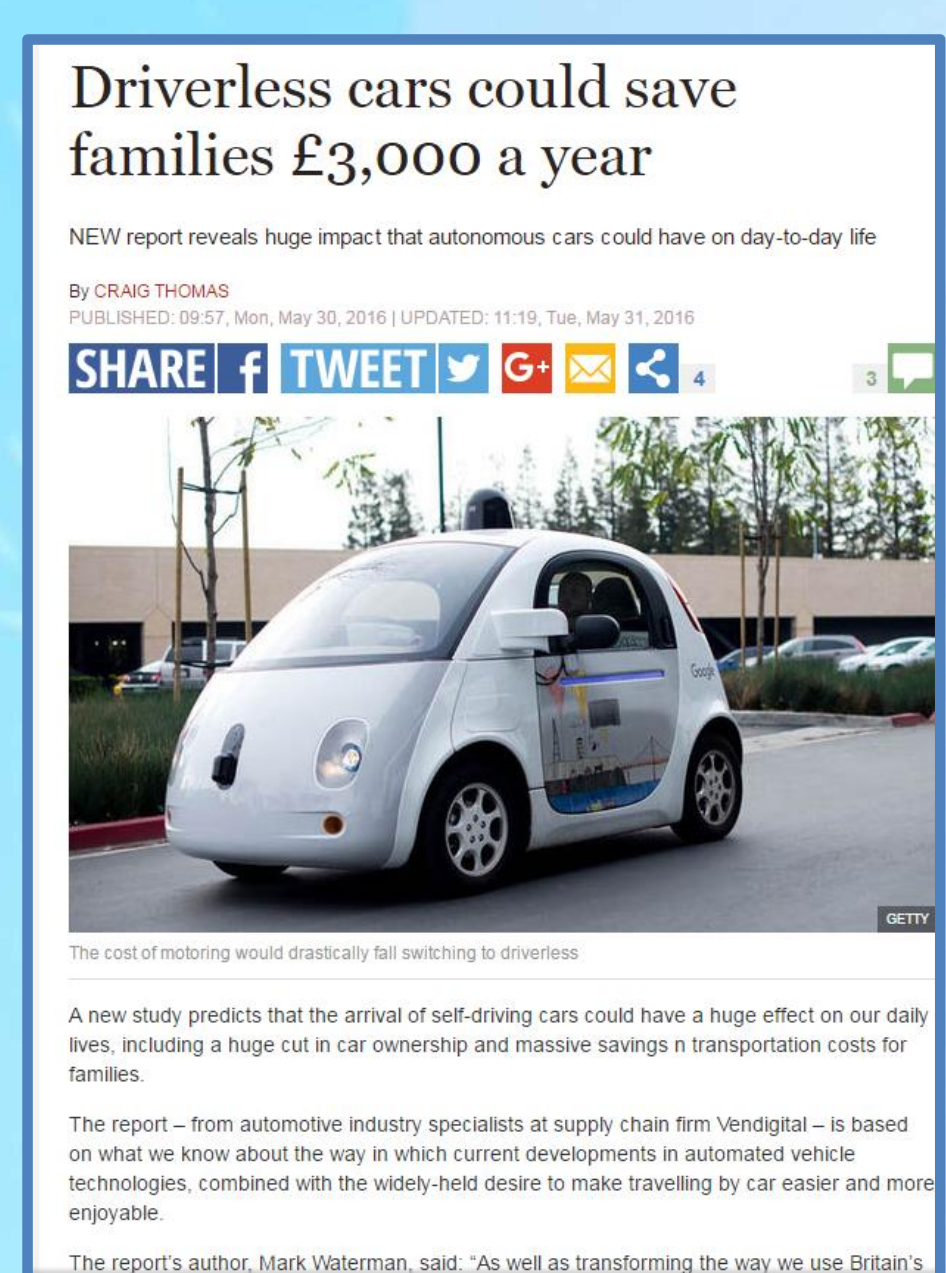 Driverless cars could save
families £3,000 a year
NEW report reveals huge impact that autonomous cars could have on day-to-day life
By CRAIG THOMAS
PUBLISHED: 09:57, Mon, May 30, 2016 | UPDATED: 11:19, Tue, May 31, 2016
SHARE f TWEET G+ 4 3
Google
GETTY
The cost of motoring would drastically fall switching to driverless
A new study predicts that the arrival of self-driving cars could have a huge effect on our daily
lives, including a huge cut in car ownership and massive savings n transportation costs for
families.
The report – from automotive industry specialists at supply chain firm Vendigital – is based
on what we know about the way in which current developments in automated vehicle
technologies, combined with the widely-held desire to make travelling by car easier and more
enjoyable.
The report's author, Mark Waterman, said: “As well as transforming the way we use Britain's